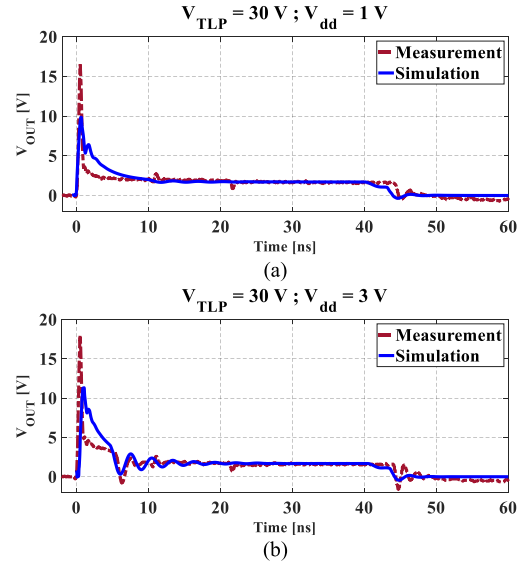 V_TLP = 30 V ; V_dd = 1 V
20
15
10
5
0
V_OUT [V]
Measurement
Simulation
0 10 20 30 40 50 60
Time [ns]
(a)
V_TLP = 30 V ; V_dd = 3 V
20
15
10
5
0
V_OUT [V]
Measurement
Simulation
0 10 20 30 40 50 60
Time [ns]
(b)